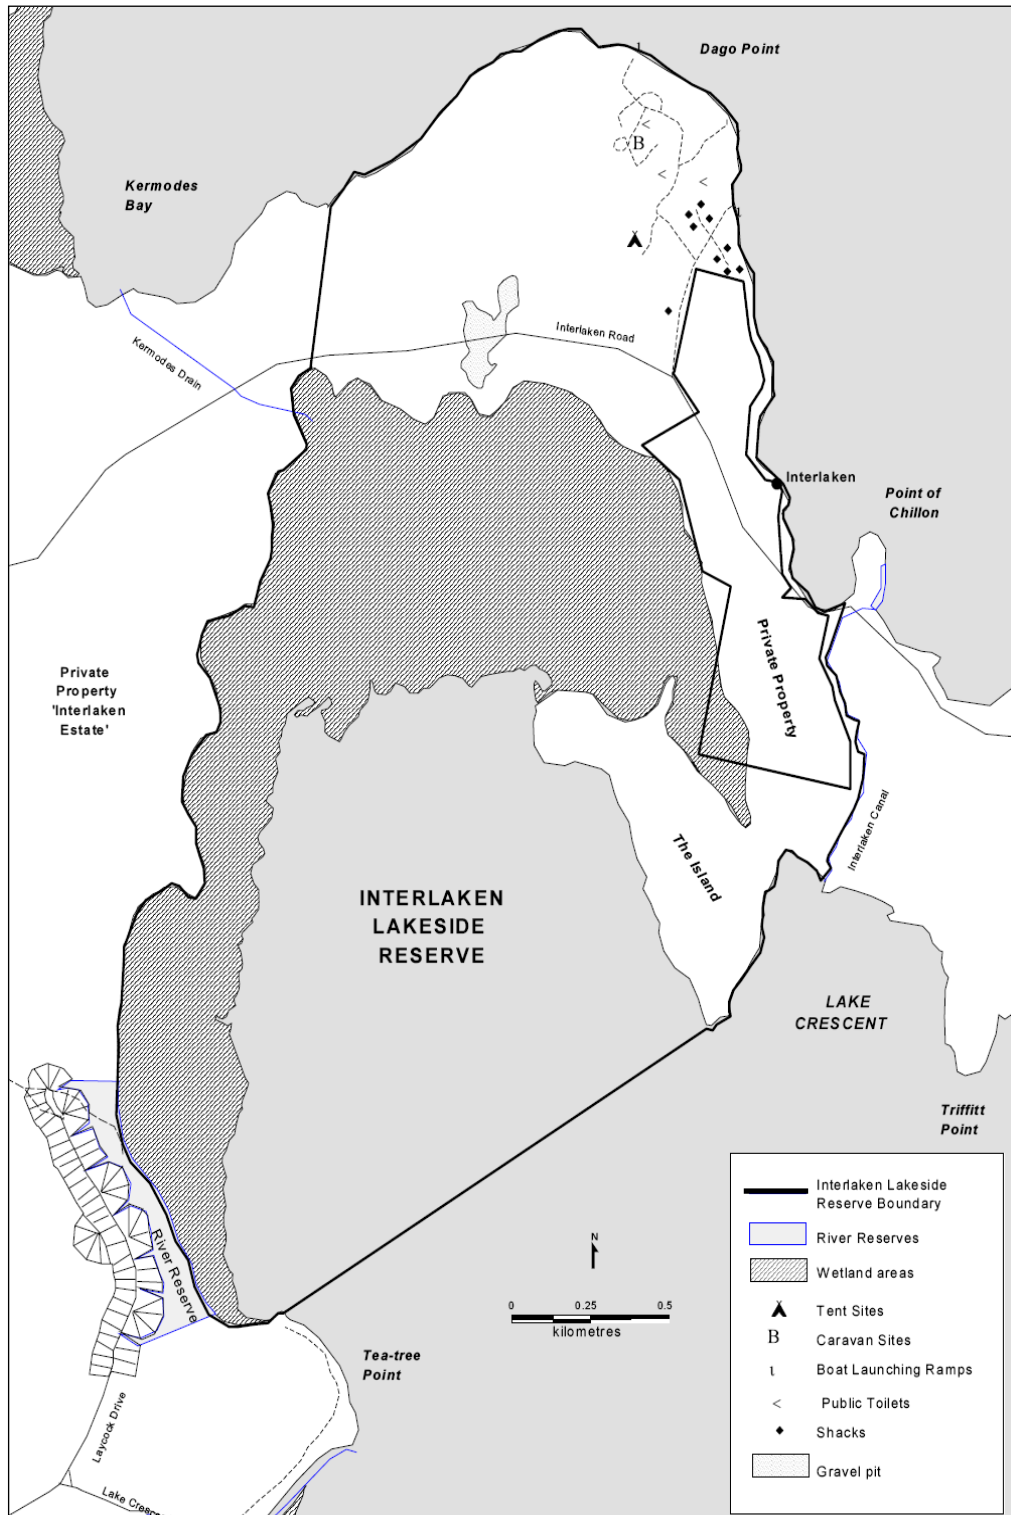 Dago Point
Kermodes
Bay
B
Interlaken Road
Kermodes Drain
Interlaken
Point of
Chillon
Private
Property
'Interlaken
Estate'
Private Property
Interlaken Canal
The Island
INTERLAKEN
LAKESIDE
RESERVE
LAKE
CRESCENT
Triffitt
Point
River Reserve
N
0 0.25 0.5
kilometres
Tea-tree
Point
Laycock Drive
Lake Cresc
Interlaken Lakeside
Reserve Boundary
River Reserves
Wetland areas
Tent Sites
B Caravan Sites
ι Boat Launching Ramps
< Public Toilets
Shacks
Gravel pit